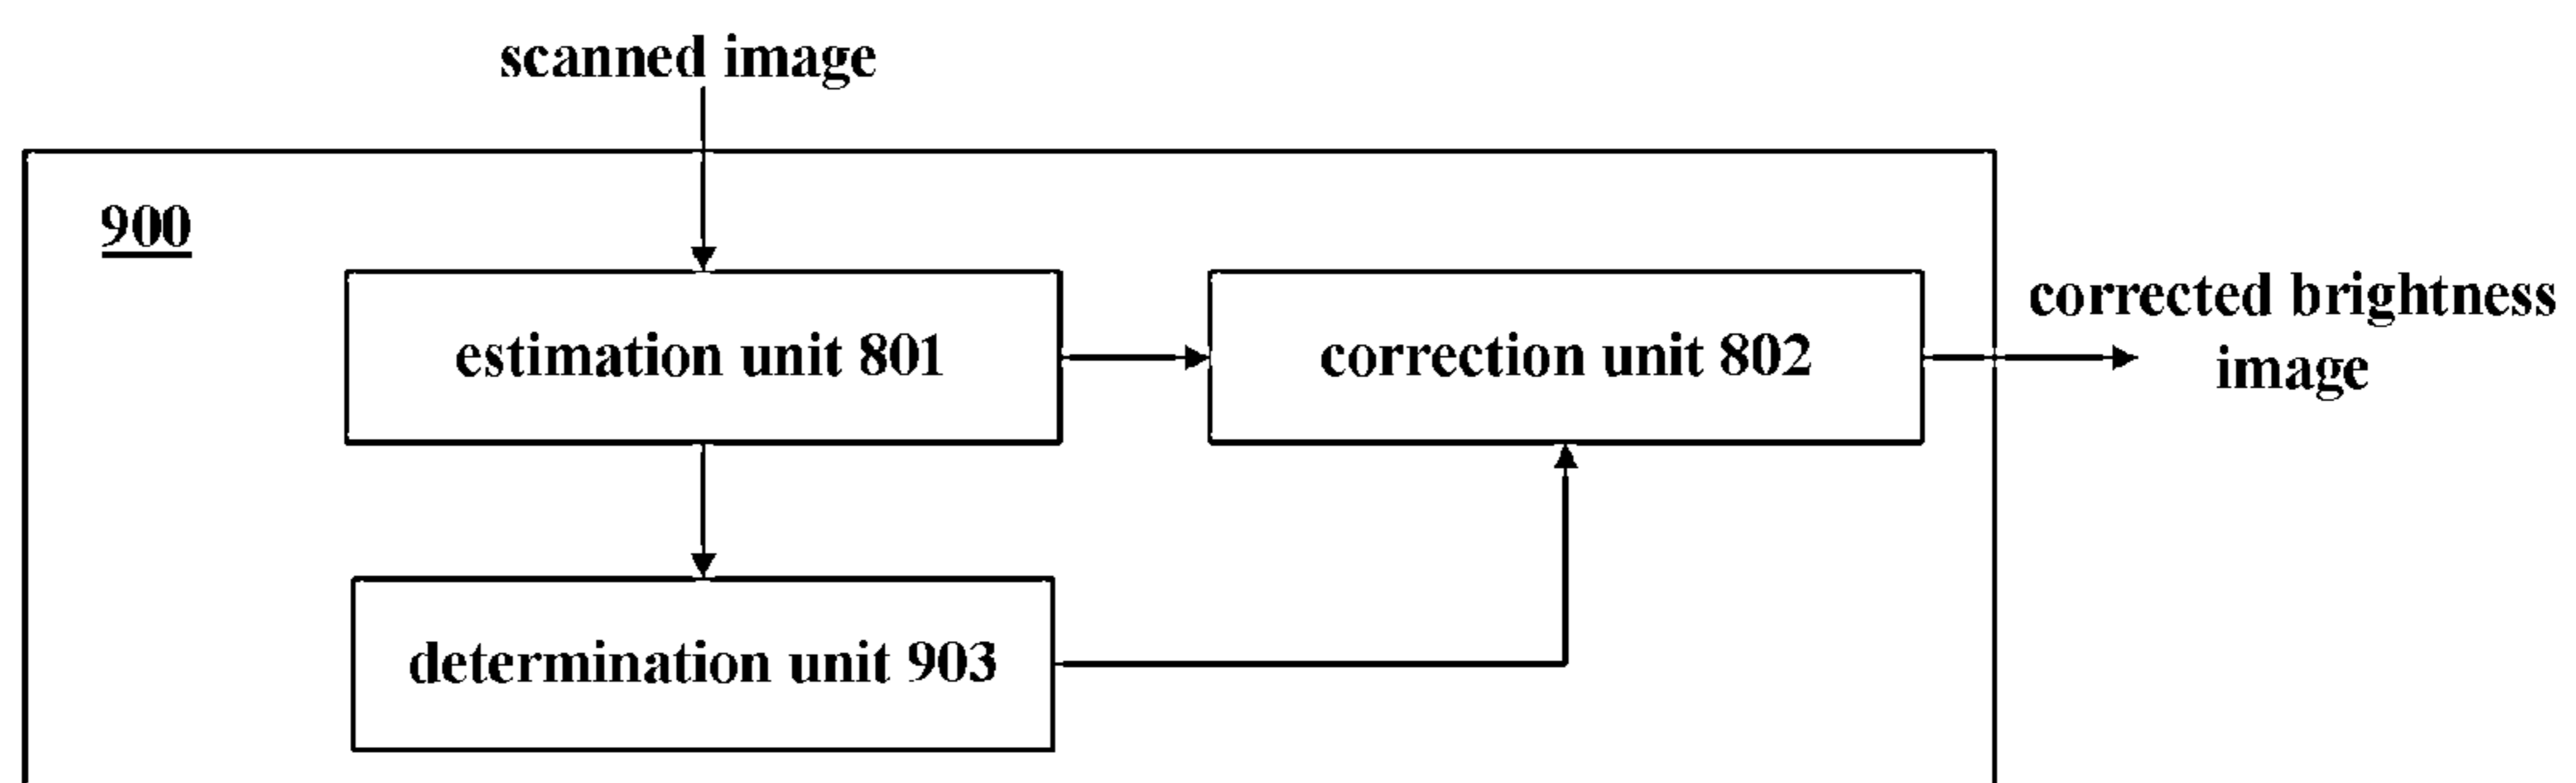 scanned image
900
estimation unit 801
correction unit 802
corrected brightness
image
determination unit 903